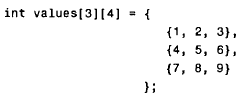 int values[3][4] = {
{1, 2, 3},
{4, 5, 6},
{7, 8, 9}
};